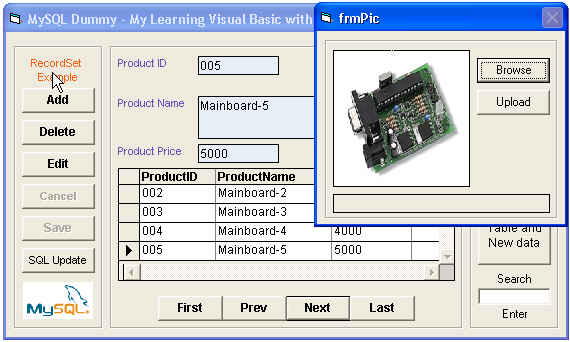 MySQL Dummy - My Learning Visual Basic with
frmPic
RecordSet
Example
Add
Delete
Edit
Cancel
Save
SQL Update
MySQL
Product ID
005
Product Name
Mainboard-5
Product Price
5000
ProductID ProductName
002 Mainboard-2
003 Mainboard-3
004 Mainboard-4 4000
005 Mainboard-5 5000
First Prev Next Last
Browse
Upload
Table and
New data
Search
Enter